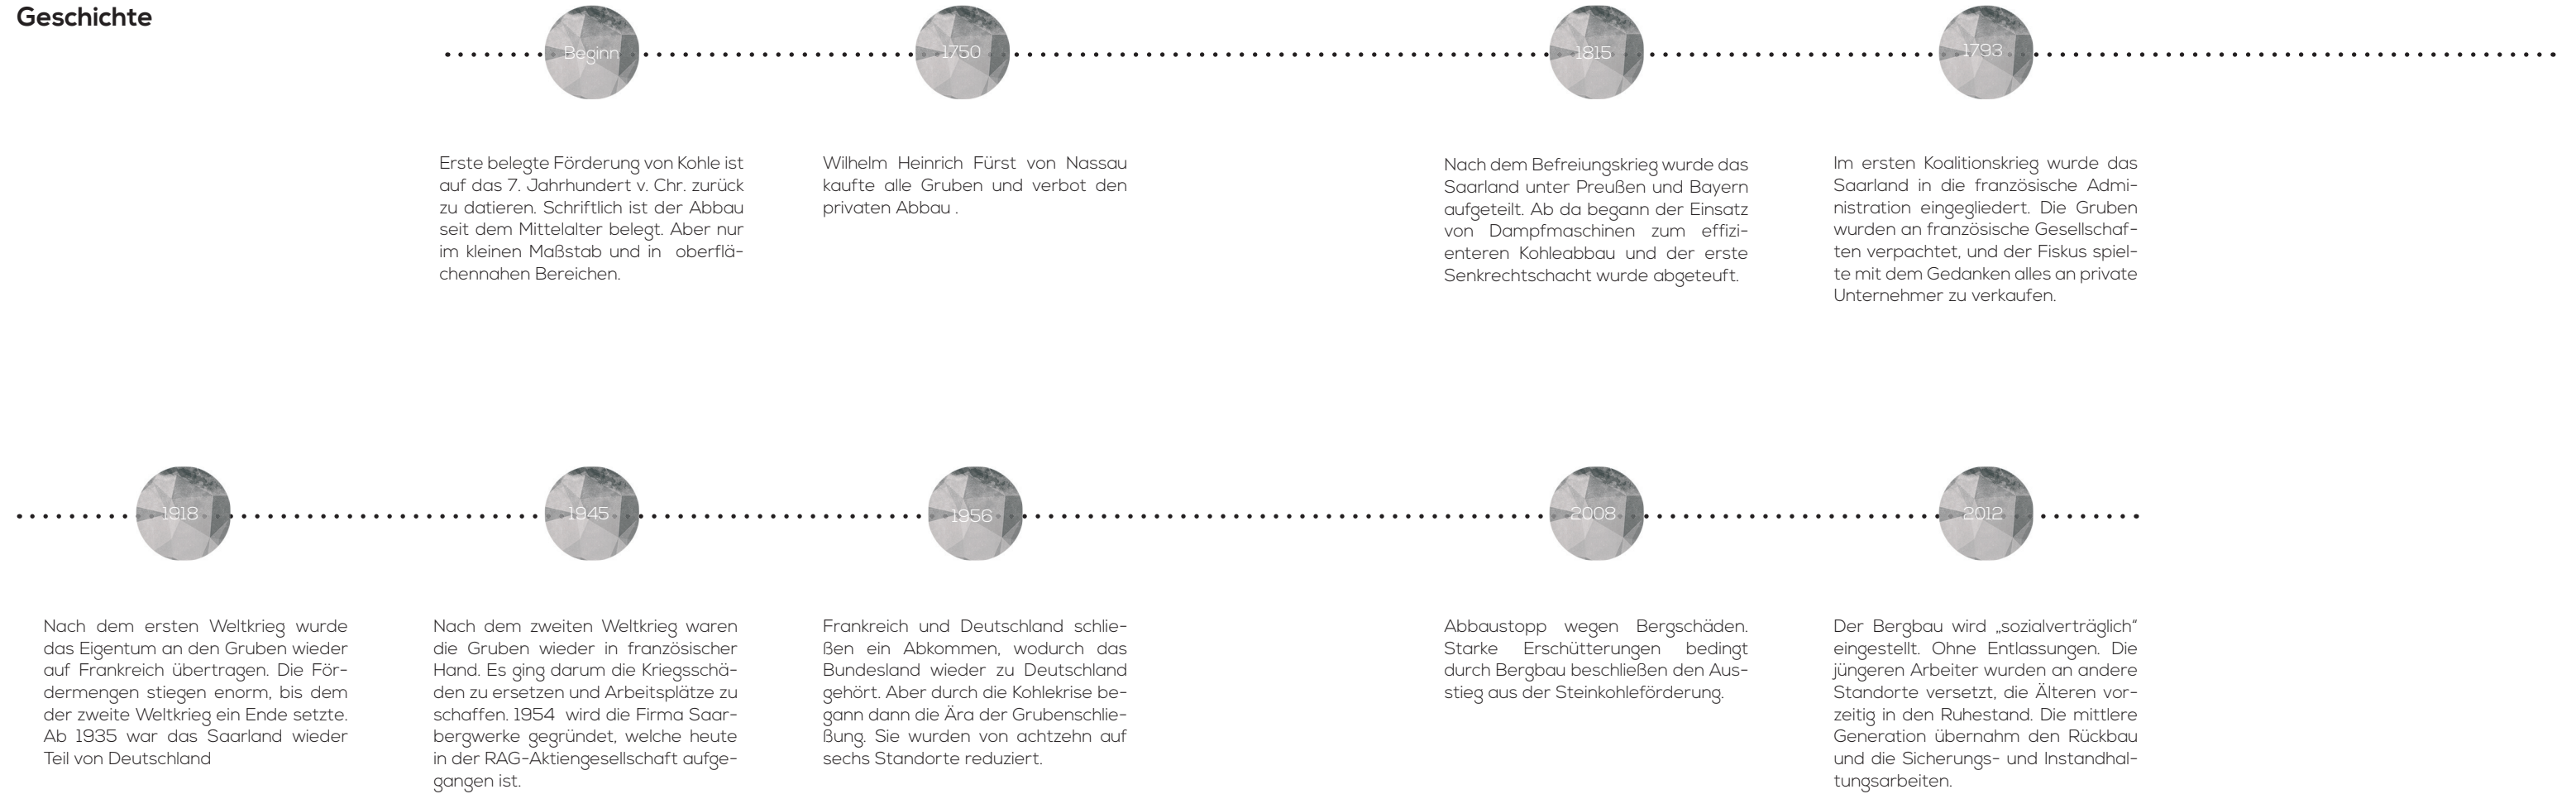 Geschichte
Beginn
Erste belegte Förderung von Kohle ist
auf das 7. Jahrhundert v. Chr. zurück
zu datieren. Schriftlich ist der Abbau
seit dem Mittelalter belegt. Aber nur
im kleinen Maßstab und in oberflä-
chennahen Bereichen.
1750
Wilhelm Heinrich Fürst von Nassau
kaufte alle Gruben und verbot den
privaten Abbau .
1815
Nach dem Befreiungskrieg wurde das
Saarland unter Preußen und Bayern
aufgeteilt. Ab da begann der Einsatz
von Dampfmaschinen zum effizi-
enteren Kohleabbau und der erste
Senkrechtschacht wurde abgeteuft.
1793
Im ersten Koalitionskrieg wurde das
Saarland in die französische Admi-
nistration eingegliedert. Die Gruben
wurden an französische Gesellschaf-
ten verpachtet, und der Fiskus spiel-
te mit dem Gedanken alles an private
Unternehmer zu verkaufen.
1918
Nach dem ersten Weltkrieg wurde
das Eigentum an den Gruben wieder
auf Frankreich übertragen. Die För-
dermengen stiegen enorm, bis dem
der zweite Weltkrieg ein Ende setzte.
Ab 1935 war das Saarland wieder
Teil von Deutschland
1945
Nach dem zweiten Weltkrieg waren
die Gruben wieder in französischer
Hand. Es ging darum die Kriegsschä-
den zu ersetzen und Arbeitsplätze zu
schaffen. 1954 wird die Firma Saar-
bergwerke gegründet, welche heute
in der RAG-Aktiengesellschaft aufge-
gangen ist.
1956
Frankreich und Deutschland schlie-
ßen ein Abkommen, wodurch das
Bundesland wieder zu Deutschland
gehört. Aber durch die Kohlekrise be-
gann dann die Ära der Grubenschlie-
ßung. Sie wurden von achtzehn auf
sechs Standorte reduziert.
2008
Abbaustopp wegen Bergschäden.
Starke Erschütterungen bedingt
durch Bergbau beschließen den Aus-
stieg aus der Steinkohleförderung.
2012
Der Bergbau wird „sozialverträglich“
eingestellt. Ohne Entlassungen. Die
jüngeren Arbeiter wurden an andere
Standorte versetzt, die Älteren vor-
zeitig in den Ruhestand. Die mittlere
Generation übernahm den Rückbau
und die Sicherungs- und Instandhal-
tungsarbeiten.